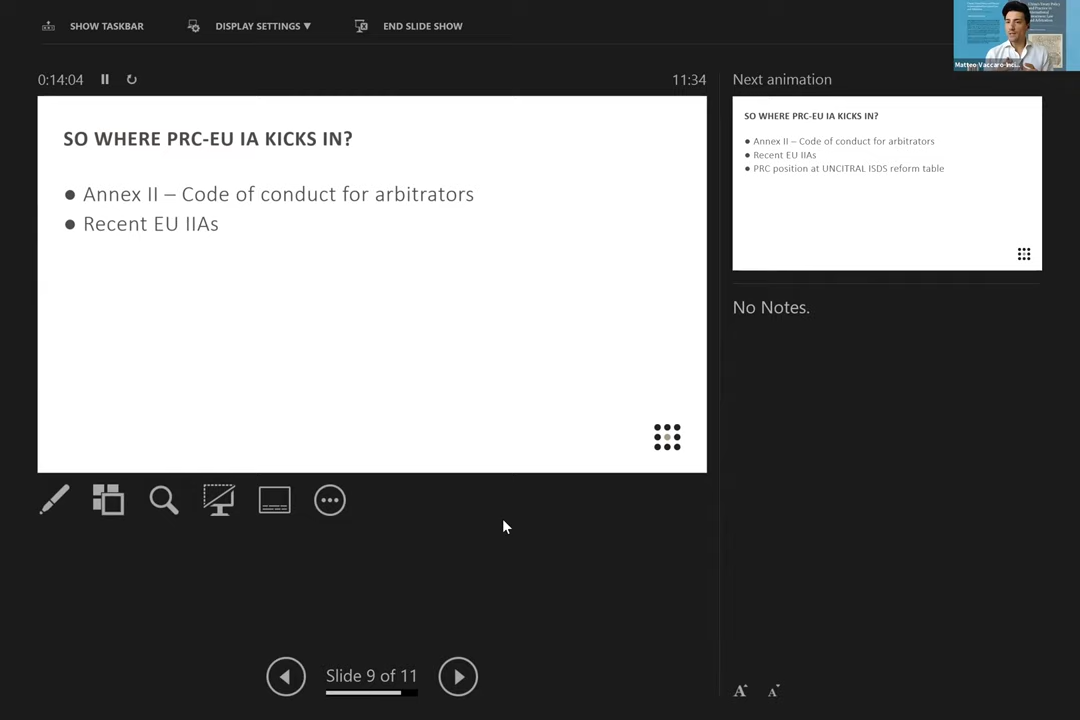 SHOW TASKBAR
DISPLAY SETTINGS ▼
END SLIDE SHOW
Matteo Vaccaro-Inci...
0:14:04
11:34
Next animation
SO WHERE PRC-EU IA KICKS IN?
● Annex II – Code of conduct for arbitrators
● Recent EU IIAs
SO WHERE PRC-EU IA KICKS IN?
● Annex II – Code of conduct for arbitrators
● Recent EU IIAs
● PRC position at UNCITRAL ISDS reform table
No Notes.
Slide 9 of 11
A A